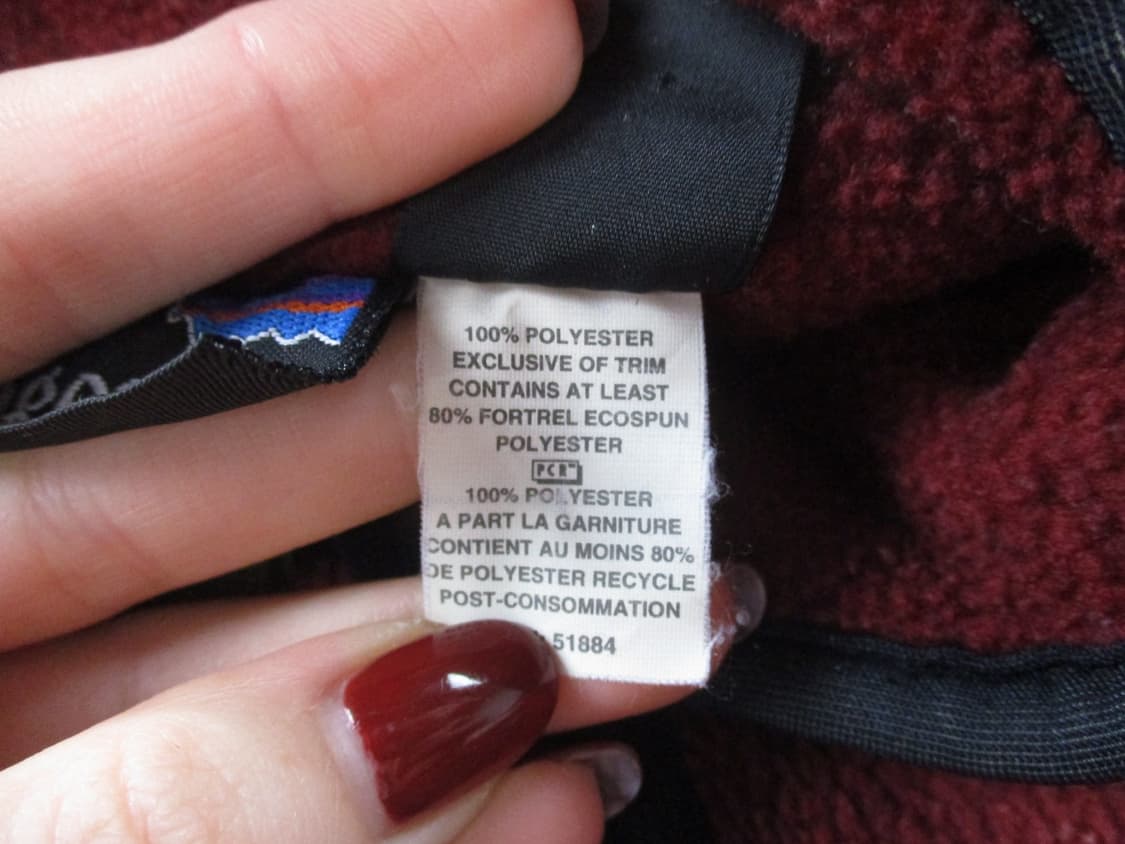 100% POLYESTER
EXCLUSIVE OF TRIM
CONTAINS AT LEAST
80% FORTREL ECOSPUN
POLYESTER
PCR™
100% POLYESTER
A PART LA GARNITURE
CONTIENT AU MOINS 80%
DE POLYESTER RECYCLE
POST-CONSOMMATION
51884